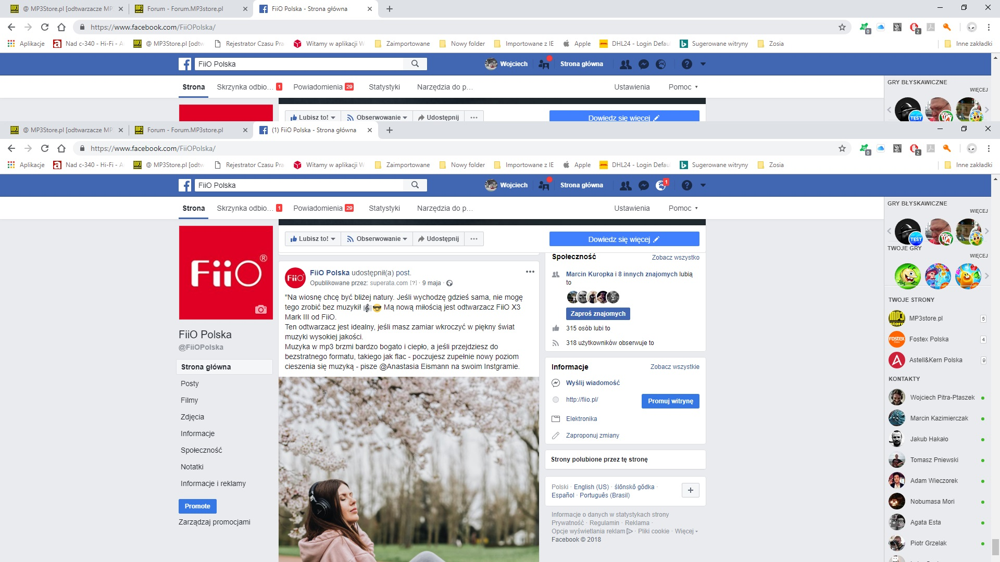 @ MP3Store.pl [odtwarzacze MP
Forum - Forum.MP3store.pl
FiiO Polska - Strona główna
https://www.facebook.com/FiiOPolska/
0
2
Aplikacje
Nad c-340 - Hi-Fi - A
@ MP3Store.pl [odtw
Rejestrator Czasu Pra
Witamy w aplikacji W
Zaimportowane
Nowy folder
Importowane z IE
Apple
DHL24 - Login Defau
Sugerowane witryny
Zosia
Inne zakładki
FiiO Polska
Wojciech
Strona główna
Strona
Skrzynka odbio... 1
Powiadomienia 29
Statystyki
Narzędzia do p...
Ustawienia
Pomoc
GRY BŁYSKAWICZNE
WIĘCEJ
TEST
Lubisz to!
Obserwowanie
Udostępnij
Dowiedz się więcej
@ MP3Store.pl [odtwarzacze MP
Forum - Forum.MP3store.pl
(1) FiiO Polska - Strona główna
https://www.facebook.com/FiiOPolska/
0
2
Aplikacje
Nad c-340 - Hi-Fi - A
@ MP3Store.pl [odtw
Rejestrator Czasu Pra
Witamy w aplikacji W
Zaimportowane
Nowy folder
Importowane z IE
Apple
DHL24 - Login Defau
Sugerowane witryny
Zosia
Inne zakładki
FiiO Polska
Wojciech
Strona główna
1
Strona
Skrzynka odbio... 1
Powiadomienia 29
Statystyki
Narzędzia do p...
Ustawienia
Pomoc
FiiO®
FiiO Polska
@FiiOPolska
Strona główna
Posty
Filmy
Zdjęcia
Informacje
Społeczność
Notatki
Informacje i reklamy
Promote
Zarządzaj promocjami
Lubisz to!
Obserwowanie
Udostępnij
Dowiedz się więcej
FiiO
FiiO Polska udostępnił(a) post.
Opublikowane przez: superata.com [?] · 9 maja ·
"Na wiosnę chcę być bliżej natury. Jeśli wychodzę gdzieś sama, nie mogę
tego zrobić bez muzyki! 🎼😎 Mą nową miłością jest odtwarzacz FiiO X3
Mark III od FiiO.
Ten odtwarzacz jest idealny, jeśli masz zamiar wkroczyć w piękny świat
muzyki wysokiej jakości.
Muzyka w mp3 brzmi bardzo bogato i ciepło, a jeśli przejdziesz do
bezstratnego formatu, takiego jak flac - poczujesz zupełnie nowy poziom
cieszenia się muzyką - pisze @Anastasia Eismann na swoim Instgramie.
Społeczność
Zobacz wszystko
Marcin Kuropka i 8 innych znajomych lubią
to
Zaproś znajomych
315 osób lubi to
318 użytkowników obserwuje to
Informacje
Zobacz wszystkie
Wyślij wiadomość
http://fiio.pl/
Promuj witrynę
Elektronika
Zaproponuj zmiany
Strony polubione przez tę stronę
Polski · English (US) · ślōnskŏ gŏdka ·
Español · Português (Brasil)
Informacje o danych w statystykach strony
Prywatność · Regulamin · Reklama ·
Opcje wyświetlania reklam · Pliki cookie · Więcej
Facebook © 2018
GRY BŁYSKAWICZNE
WIĘCEJ
TEST
TWOJE GRY
WIĘCEJ
TWOJE STRONY
MP3 store
MP3store.pl 5
FOSTEX
Fostex Polska 4
Astell&Kern Polska 9
KONTAKTY
Wojciech Pitra-Ptaszek
Marcin Kazimierczak
Jakub Hakało
Tomasz Pniewski
Adam Wieczorek
Nobumasa Mori
Agata Esta
Piotr Grzelak